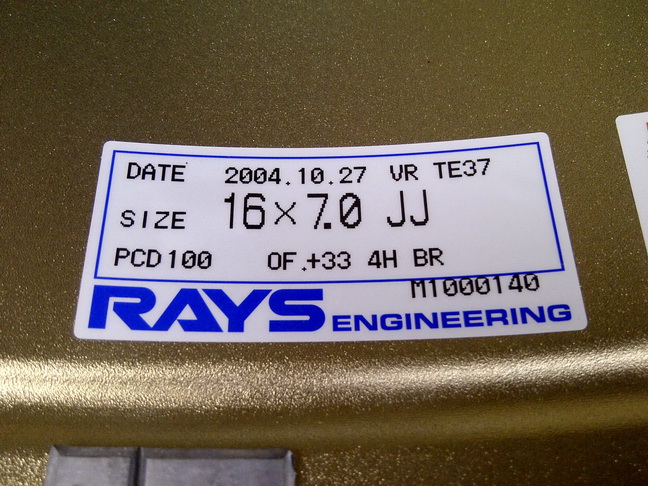 DATE 2004.10.27 VR TE37
SIZE 16×7.0 JJ
PCD100 OF.+33 4H BR
M1000140
RAYS ENGINEERING